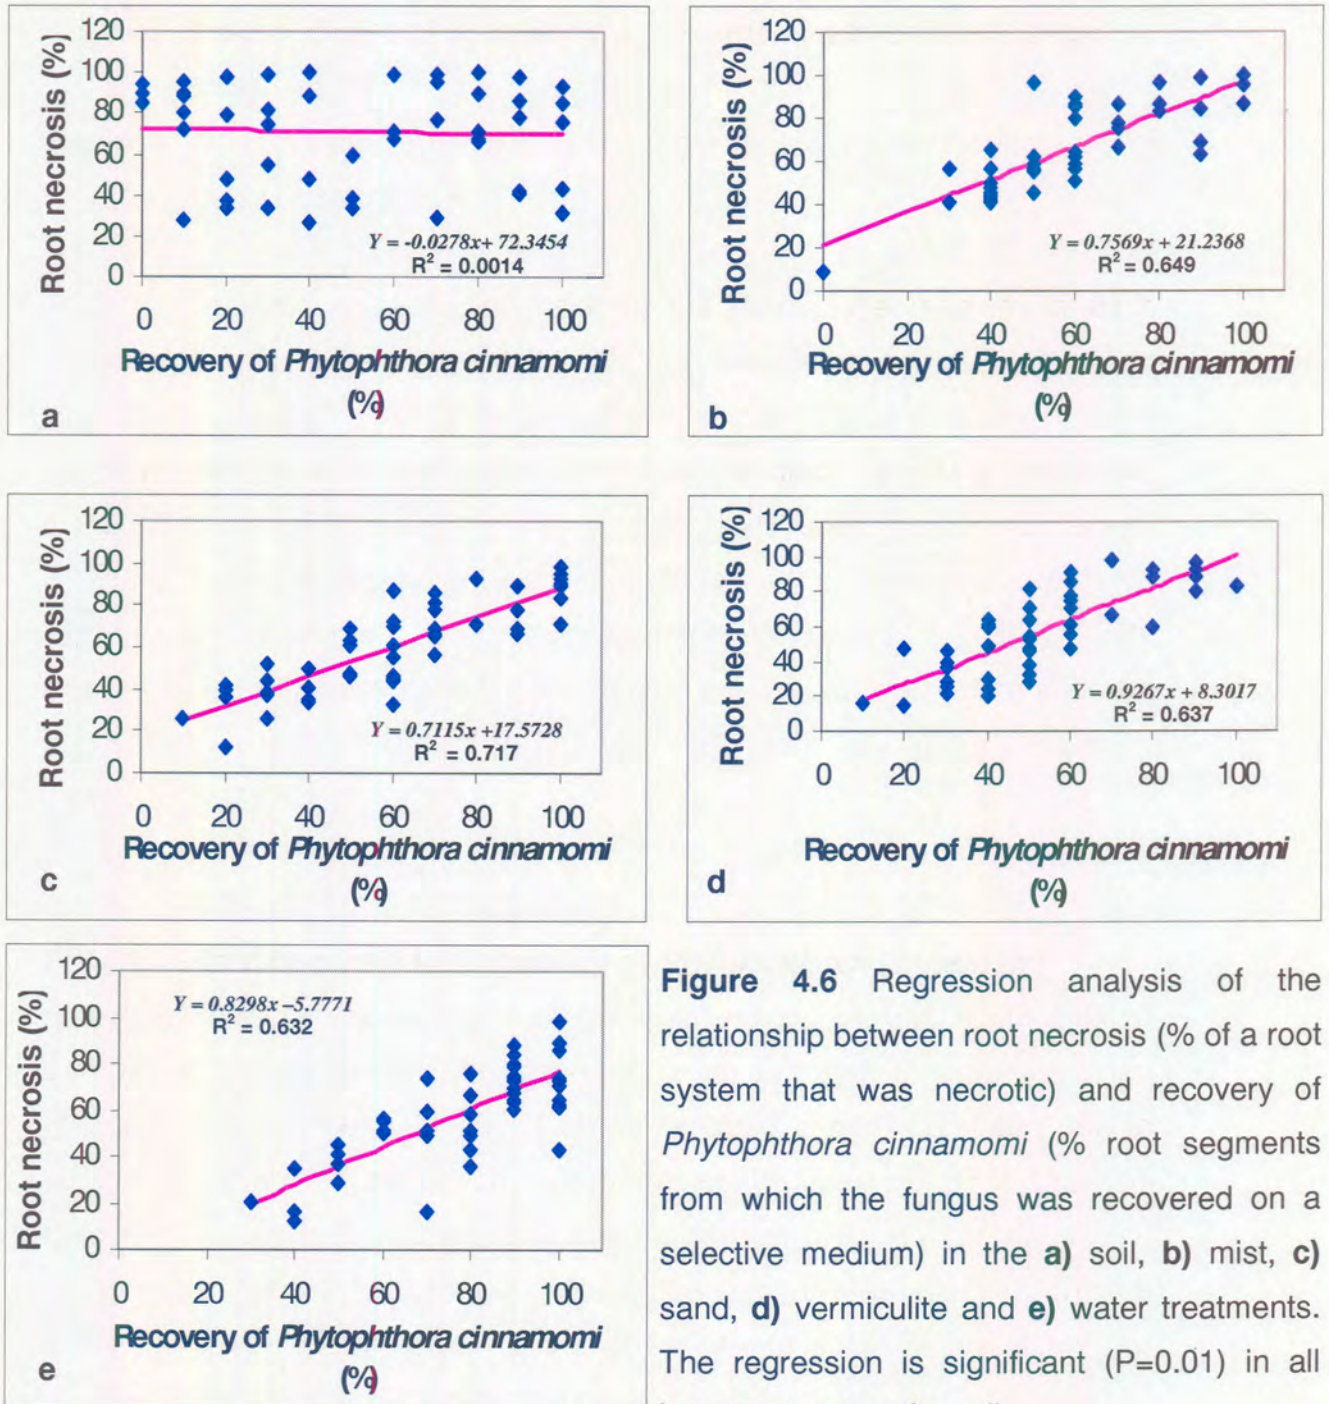 Root necrosis (%)
120
100
80
60
40
20
0
Y = -0.0278x+ 72.3454
R² = 0.0014
0 20 40 60 80 100
Recovery of Phytophthora cinnamomi
(%)
a
Root necrosis (%)
120
100
80
60
40
20
0
Y = 0.7569x + 21.2368
R² = 0.649
0 20 40 60 80 100
Recovery of Phytophthora cinnamomi
(%)
b
Root necrosis (%)
120
100
80
60
40
20
0
Y = 0.7115x +17.5728
R² = 0.717
0 20 40 60 80 100
Recovery of Phytophthora cinnamomi
(%)
c
Root necrosis (%)
120
100
80
60
40
20
0
Y = 0.9267x + 8.3017
R² = 0.637
0 20 40 60 80 100
Recovery of Phytophthora cinnamomi
(%)
d
Root necrosis (%)
120
100
80
60
40
20
0
Y = 0.8298x –5.7771
R² = 0.632
0 20 40 60 80 100
Recovery of Phytophthora cinnamomi
(%)
e
Figure 4.6 Regression analysis of the
relationship between root necrosis (% of a root
system that was necrotic) and recovery of
Phytophthora cinnamomi (% root segments
from which the fungus was recovered on a
selective medium) in the a) soil, b) mist, c)
sand, d) vermiculite and e) water treatments.
The regression is significant (P=0.01) in all